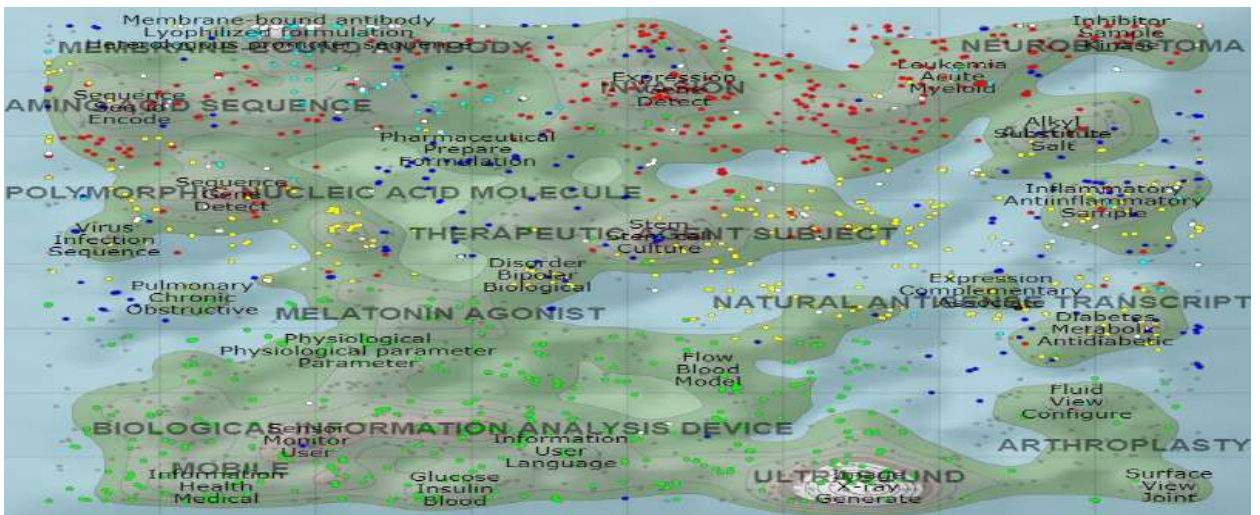 Membrane-bound antibody
Lyophilized formulation
Heterologous promoter sequence
ANTIBODY
Inhibitor
Sample
Kinase
NEUROBLASTOMA
Leukemia
Acute
Myeloid
Expression
Detect
Sequence
Encode
AMINO ACID SEQUENCE
Alkyl
Substitute
Salt
Pharmaceutical
Prepare
Formulation
Sequence
Gene
Detect
POLYMORPHIC NUCLEIC ACID MOLECULE
Inflammatory
Antiinflammatory
Sample
Virus
Infection
Sequence
Stem
Culture
THERAPEUTIC AGENT SUBJECT
Disorder
Bipolar
Biological
Pulmonary
Chronic
Obstructive
Expression
Complementary
NATURAL ANTISENSE TRANSCRIPT
MELATONIN AGONIST
Diabetes
Metabolic
Antidiabetic
Physiological
Physiological parameter
Parameter
Flow
Blood
Model
Fluid
View
Configure
BIOLOGICAL INFORMATION ANALYSIS DEVICE
Sensor
Monitor
User
Information
User
Language
ARTHROPLASTY
MOBILE
Information
Health
Medical
Glucose
Insulin
Blood
ULTRASOUND
X-ray
Generate
Surface
View
Joint